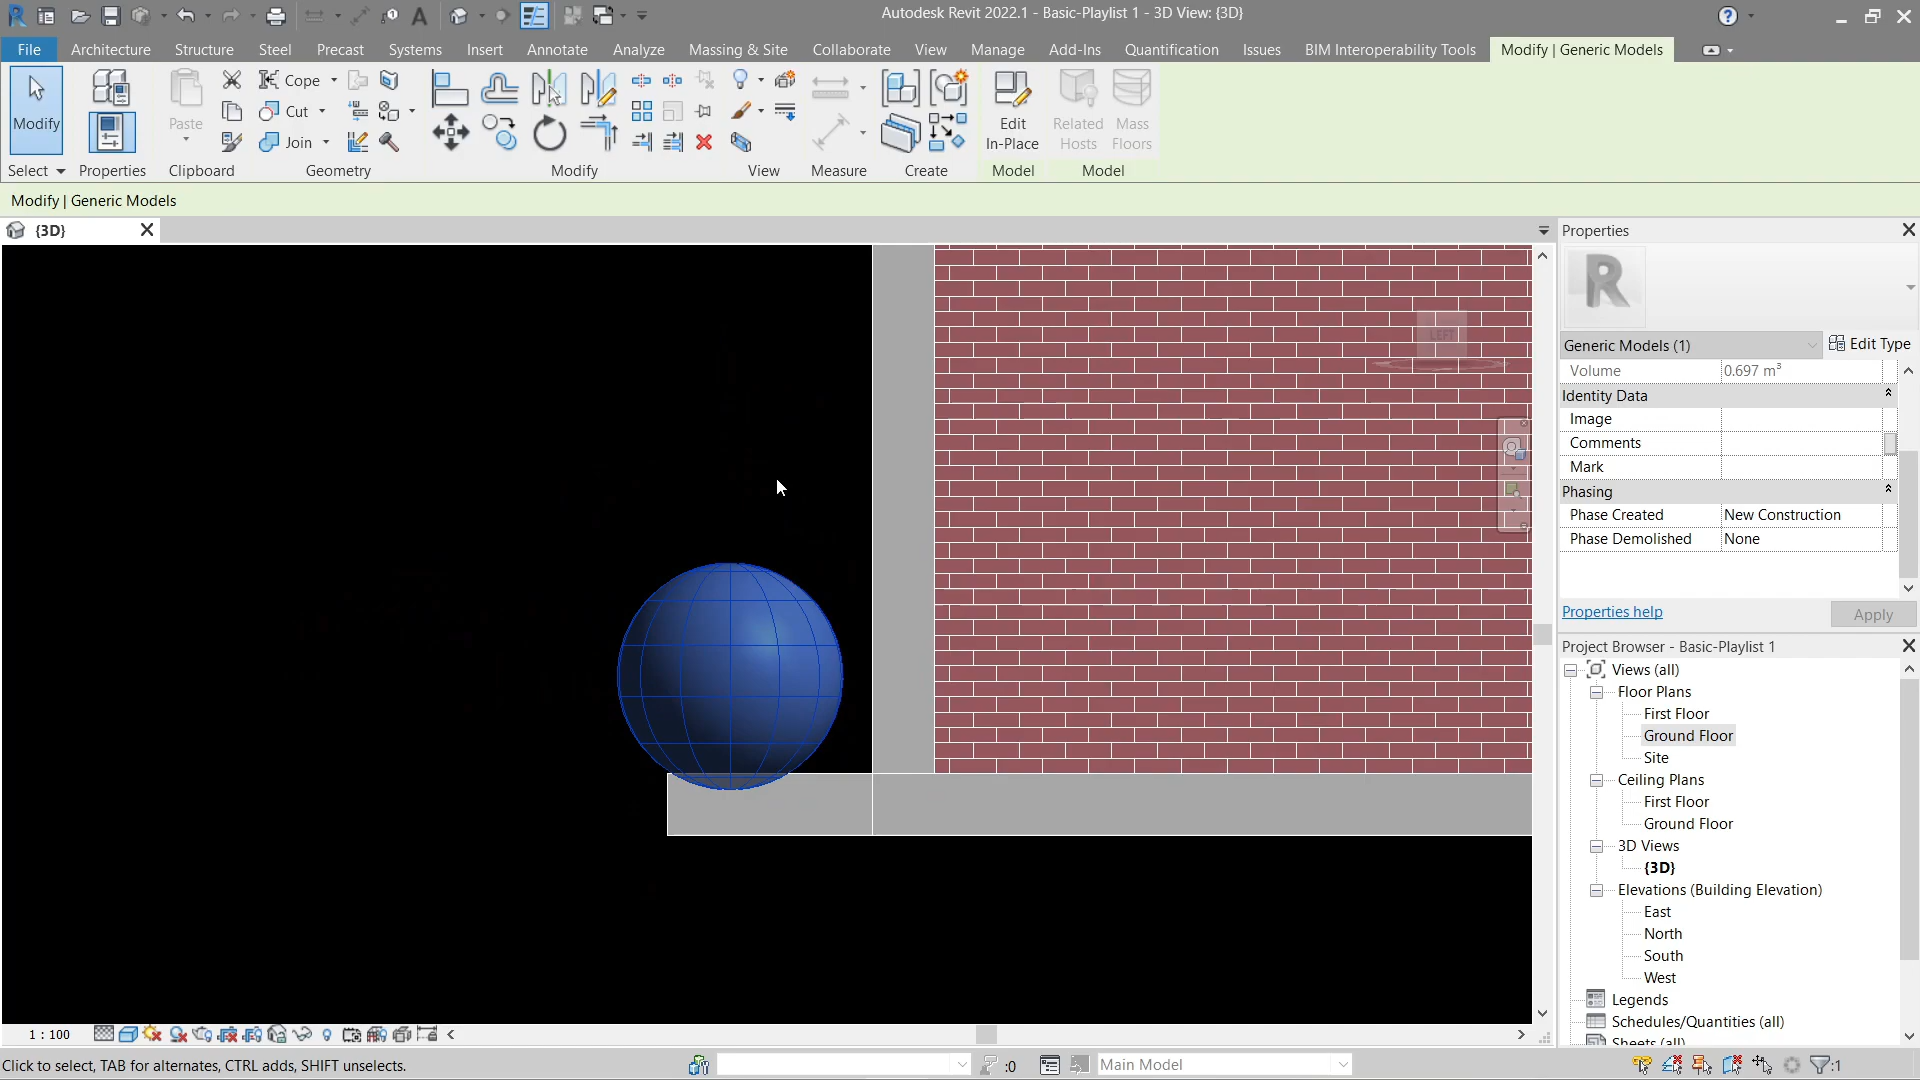 Autodesk Revit 2022.1 - Basic-Playlist 1 - 3D View: {3D}
File Architecture Structure Steel Precast Systems Insert Annotate Analyze Massing & Site Collaborate View Manage Add-Ins Quantification Issues BIM Interoperability Tools Modify | Generic Models
Modify
Paste
Cope
Cut
Join
Edit
In-Place
Related
Hosts
Mass
Floors
Select Properties Clipboard Geometry Modify View Measure Create Model Model
Modify | Generic Models
{3D}
LEFT
Properties
R
Generic Models (1) Edit Type
Volume 0.697 m³
Identity Data
Image
Comments
Mark
Phasing
Phase Created New Construction
Phase Demolished None
Properties help Apply
Project Browser - Basic-Playlist 1
Views (all)
Floor Plans
First Floor
Ground Floor
Site
Ceiling Plans
First Floor
Ground Floor
3D Views
{3D}
Elevations (Building Elevation)
East
North
South
West
Legends
Schedules/Quantities (all)
Sheets (all)
1 : 100
Click to select, TAB for alternates, CTRL adds, SHIFT unselects.
:0
Main Model
:1